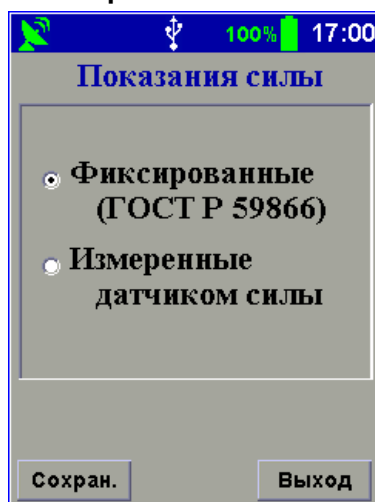 100% 17:00
Показания силы
Фиксированные
(ГОСТ Р 59866)
Измеренные
датчиком силы
Сохран. Выход